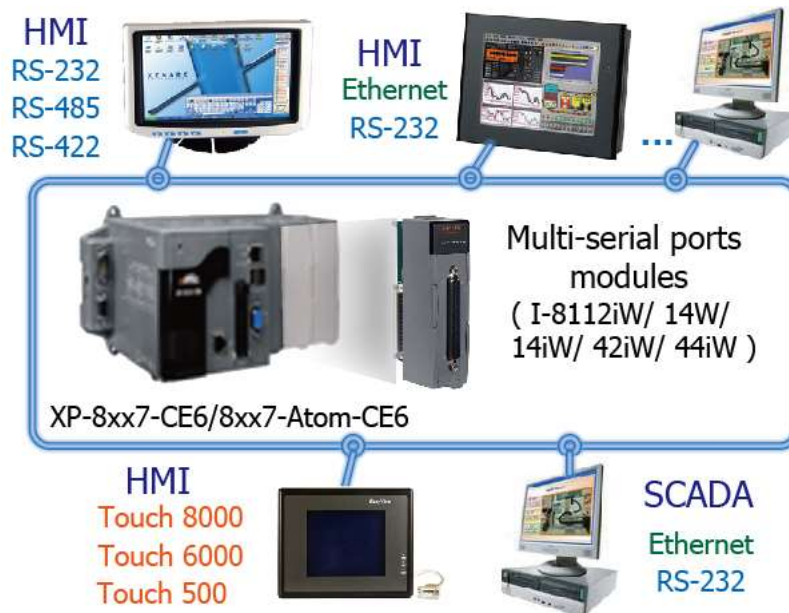 HMI
RS-232
RS-485
RS-422
HMI
Ethernet
RS-232
...
Multi-serial ports
modules
( I-8112iW/ 14W/
14iW/ 42iW/ 44iW )
XP-8xx7-CE6/8xx7-Atom-CE6
HMI
Touch 8000
Touch 6000
Touch 500
SCADA
Ethernet
RS-232